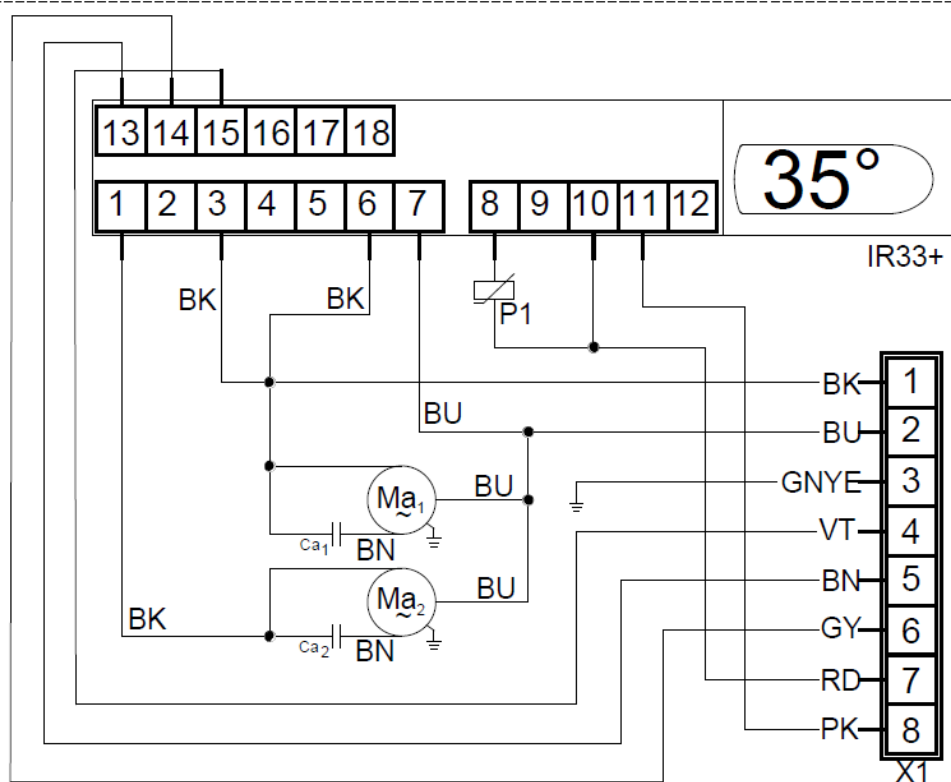 13 14 15 16 17 18
35°
1 2 3 4 5 6 7 8 9 10 11 12
IR33+
BK BK P1
BK 1
BU BU 2
GNYE 3
Ma1 ~ BU
VT 4
Ca1 BN
BN 5
Ma2 ~ BU
BK GY 6
Ca2 BN
RD 7
PK 8
X1